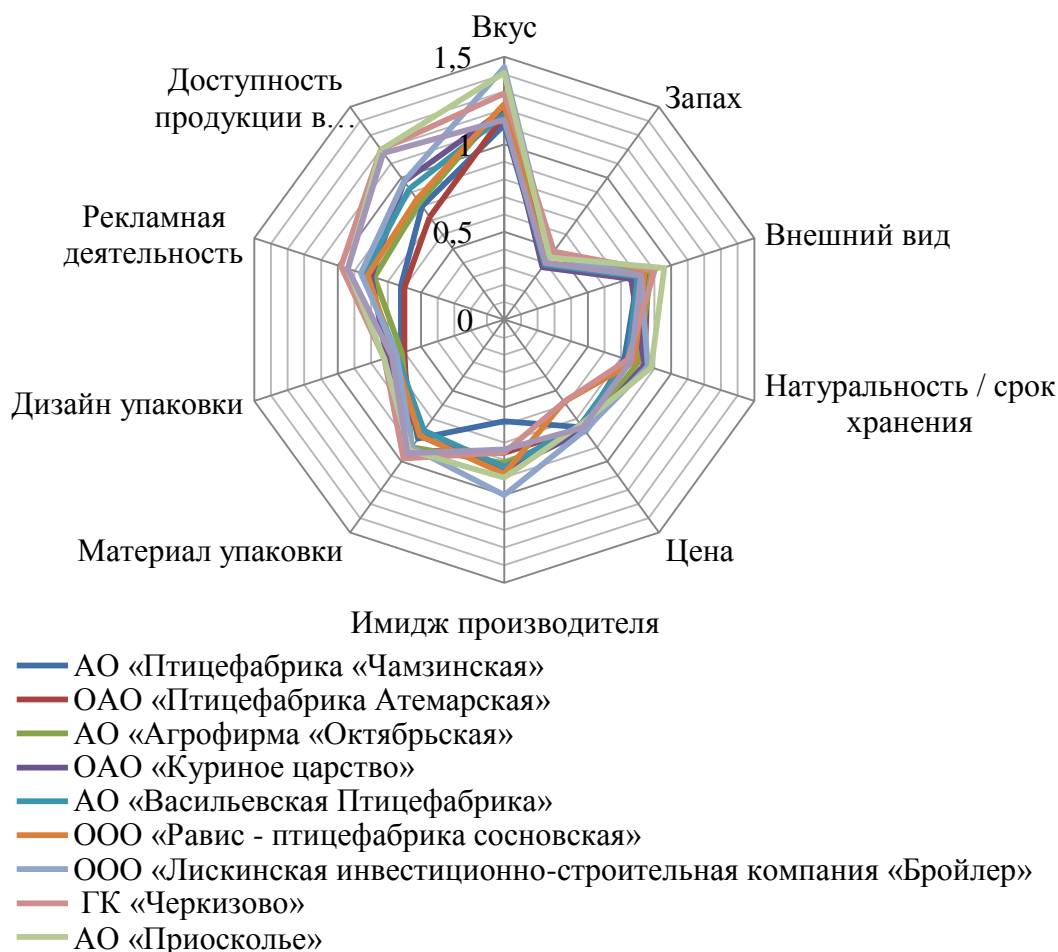 Вкус
1,5
Доступность
продукции в…
Запах
1
Рекламная
деятельность
0,5
Внешний вид
0
Дизайн упаковки
Натуральность / срок
хранения
Материал упаковки
Цена
Имидж производителя
АО «Птицефабрика «Чамзинская»
ОАО «Птицефабрика Атемарская»
АО «Агрофирма «Октябрьская»
ОАО «Куриное царство»
АО «Васильевская Птицефабрика»
ООО «Равис - птицефабрика сосновская»
ООО «Лискинская инвестиционно-строительная компания «Бройлер»
ГК «Черкизово»
АО «Приосколье»